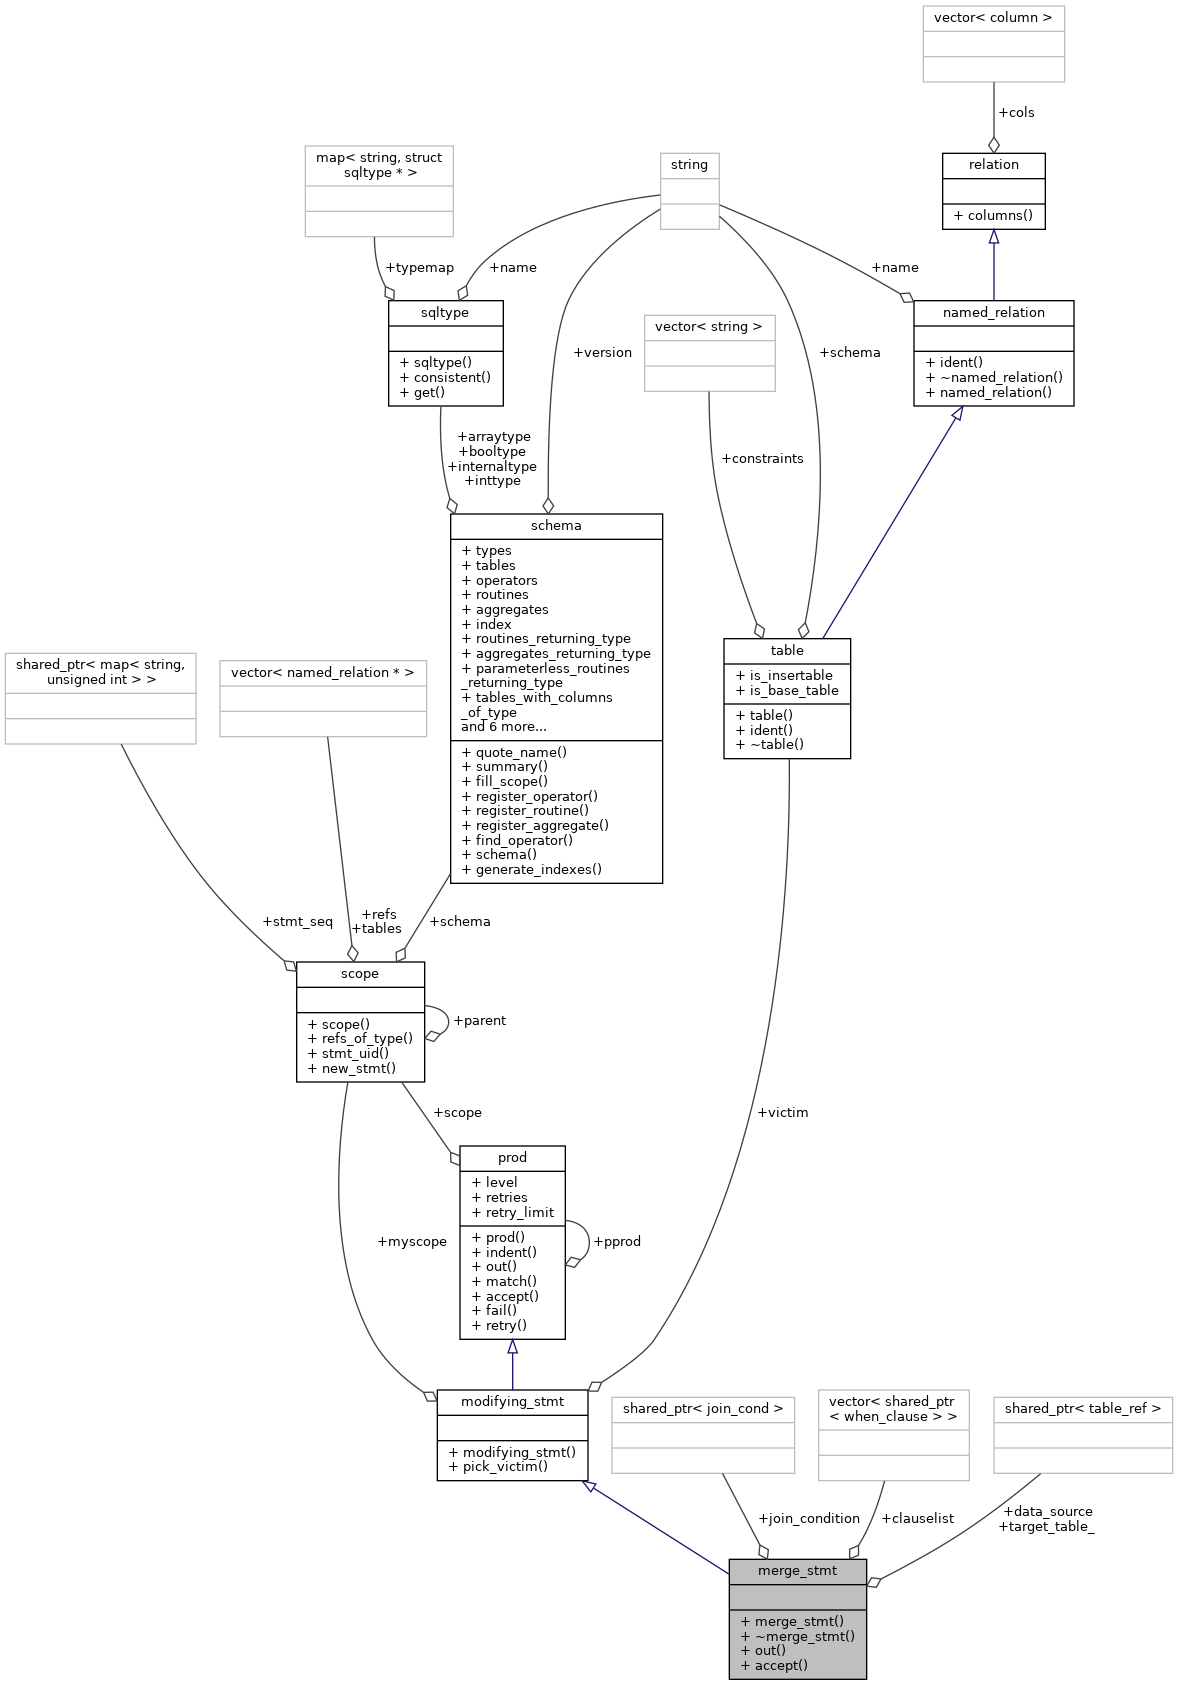 vector< column >
+cols
map< string, struct
sqltype * >
string
relation
+ columns()
+typemap
+name
+name
sqltype
+ sqltype()
+ consistent()
+ get()
vector< string >
+version
+schema
named_relation
+ ident()
+ ~named_relation()
+ named_relation()
+arraytype
+booltype
+internaltype
+inttype
+constraints
schema
+ types
+ tables
+ operators
+ routines
+ aggregates
+ index
+ routines_returning_type
+ aggregates_returning_type
+ parameterless_routines
_returning_type
+ tables_with_columns
_of_type
and 6 more...
+ quote_name()
+ summary()
+ fill_scope()
+ register_operator()
+ register_routine()
+ register_aggregate()
+ find_operator()
+ schema()
+ generate_indexes()
table
+ is_insertable
+ is_base_table
+ table()
+ ident()
+ ~table()
shared_ptr< map< string,
unsigned int > >
vector< named_relation * >
+stmt_seq
+refs
+tables
+schema
scope
+ scope()
+ refs_of_type()
+ stmt_uid()
+ new_stmt()
+parent
+scope
+victim
prod
+ level
+ retries
+ retry_limit
+ prod()
+ indent()
+ out()
+ match()
+ accept()
+ fail()
+ retry()
+pprod
+myscope
modifying_stmt
+ modifying_stmt()
+ pick_victim()
shared_ptr< join_cond >
vector< shared_ptr
< when_clause > >
shared_ptr< table_ref >
+join_condition
+clauselist
+data_source
+target_table_
merge_stmt
+ merge_stmt()
+ ~merge_stmt()
+ out()
+ accept()